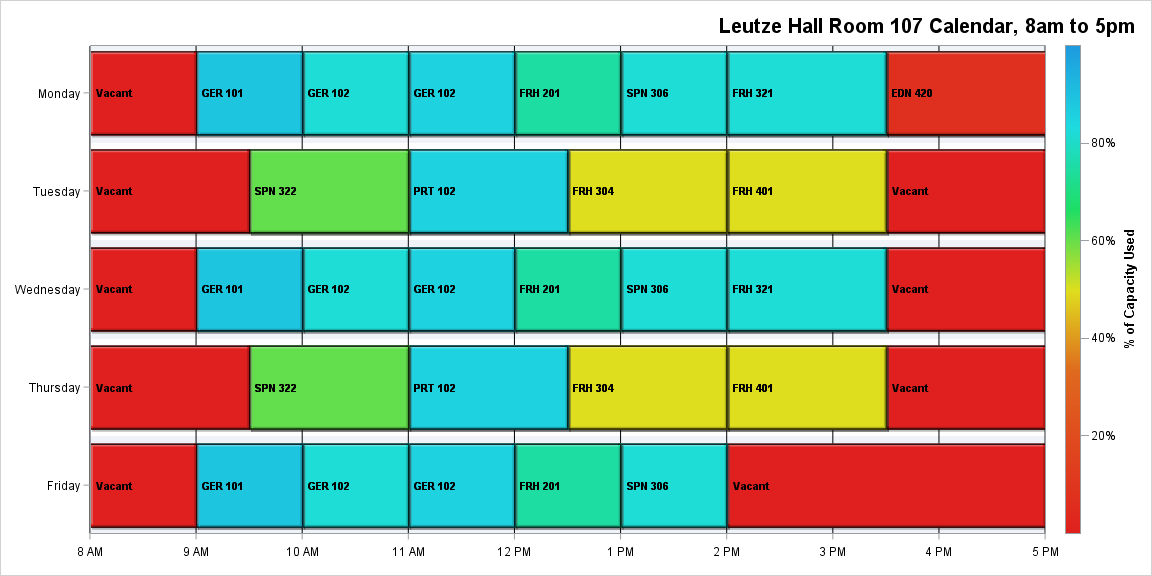 Leutze Hall Room 107 Calendar, 8am to 5pm
Monday
Vacant
GER 101
GER 102
GER 102
FRH 201
SPN 306
FRH 321
EDN 420
Tuesday
Vacant
SPN 322
PRT 102
FRH 304
FRH 401
Vacant
Wednesday
Vacant
GER 101
GER 102
GER 102
FRH 201
SPN 306
FRH 321
Vacant
Thursday
Vacant
SPN 322
PRT 102
FRH 304
FRH 401
Vacant
Friday
Vacant
GER 101
GER 102
GER 102
FRH 201
SPN 306
Vacant
8 AM
9 AM
10 AM
11 AM
12 PM
1 PM
2 PM
3 PM
4 PM
5 PM
80%
60%
40%
20%
% of Capacity Used